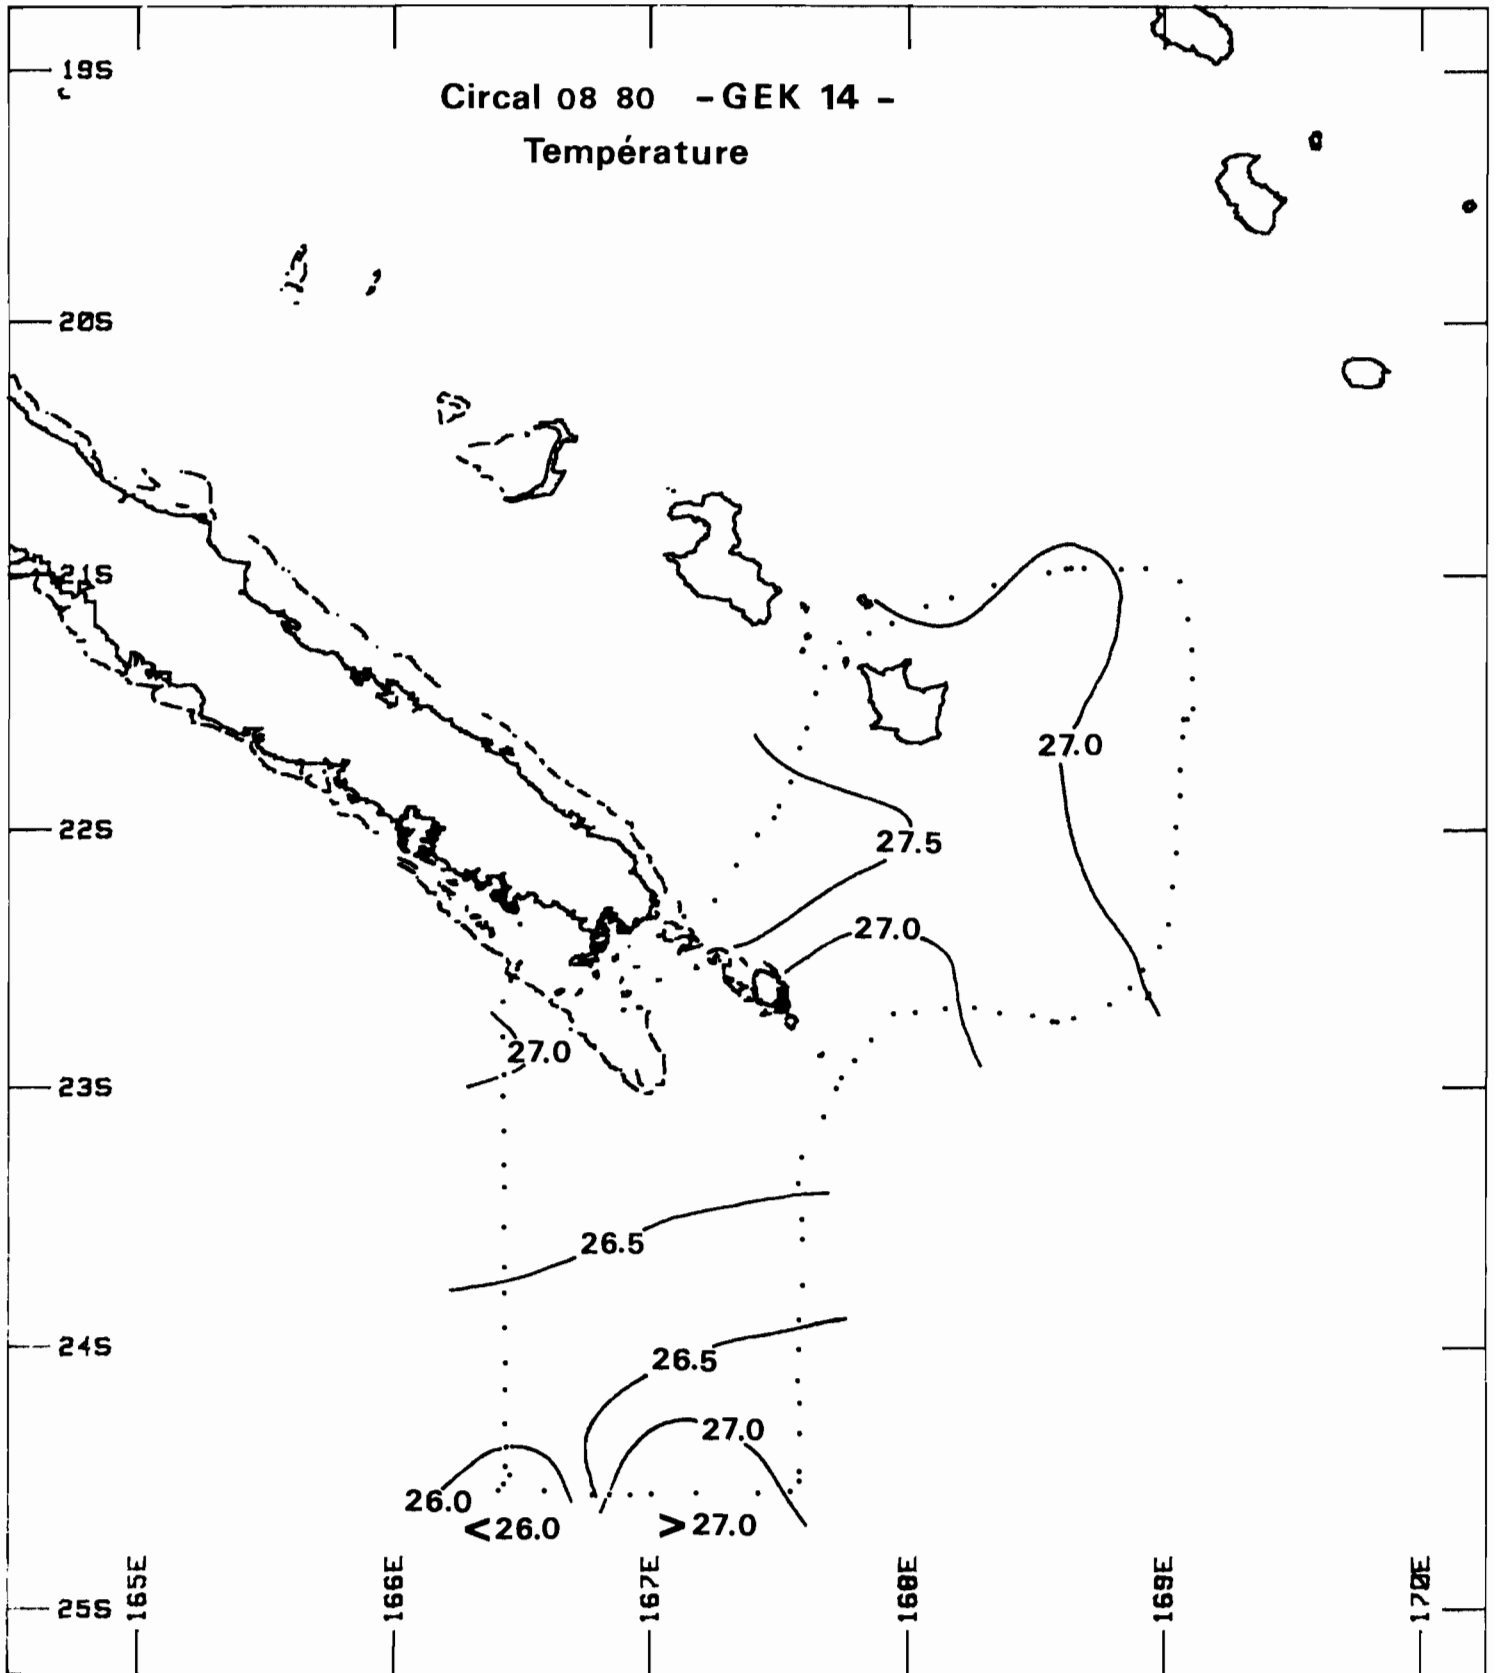 19S
Circal 08 80 -GEK 14 -
Température
20S
21S
27.0
22S
27.5
27.0
27.0
23S
26.5
24S
26.5
27.0
26.0
<26.0
>27.0
25S
165E
166E
167E
168E
169E
170E